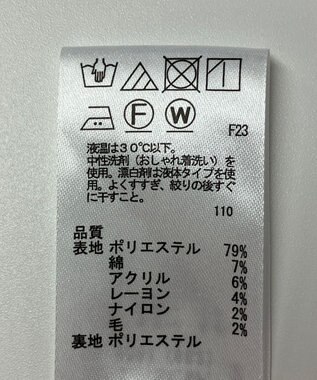 F W
F23
液温は30℃以下。
中性洗剤(おしゃれ着洗い)を
使用。漂白剤は液体タイプを使
用。よくすすぎ、絞りの後すぐ
に干すこと。
110
品質
表地 ポリエステル 79%
綿 7%
アクリル 6%
レーヨン 4%
ナイロン 2%
毛 2%
裏地 ポリエステル